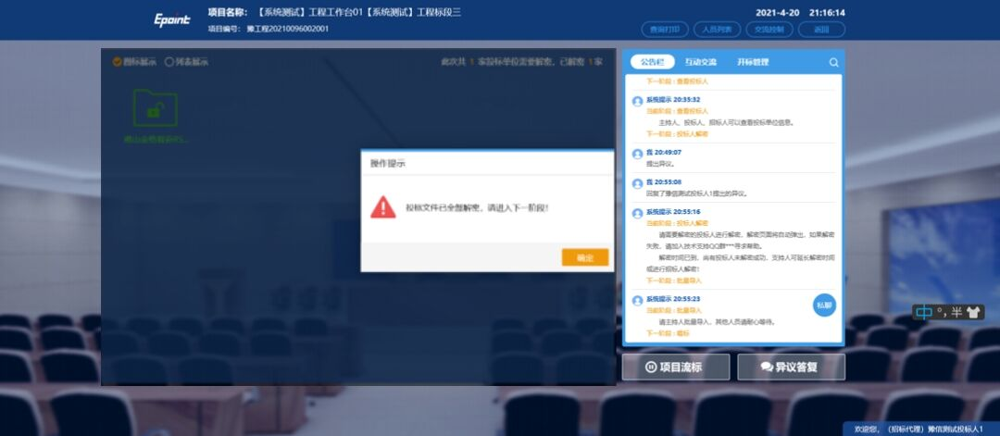 Epoint
项目名称： 【系统测试】工程工作台01【系统测试】工程标段三
项目编号： 豫工程20210096002001
2021-4-20 21:16:14
查询打印 人员列表 交流控制 返回
图标展示 列表展示
此次共 1 家投标单位需要解密，已解密 1 家
操作提示
投标文件已全部解密，请进入下一阶段!
确定
公告栏 互动交流 开标管理
下一阶段：查看投标人
系统提示 20:35:32
当前阶段：查看投标人
主持人、投标人、招标人可以查看投标单位信息。
下一阶段：投标人解密
我 20:49:07
提出异议。
我 20:55:08
回复了豫信测试投标人1提出的异议。
系统提示 20:55:16
当前阶段：投标人解密
请需要解密的投标人进行解密，解密页面将自动弹出，如果解密
失败，请加入技术支持QQ群***寻求帮助。
解密时间已到，尚有投标人未解密成功，支持人可延长解密时间
或进行招标人解密！
下一阶段：批量导入
系统提示 20:55:23
当前阶段：批量导入
请主持人批量导入，其他人员请耐心等待。
下一阶段：唱标
私聊
中 °, 半
项目流标 异议答复
欢迎您，（招标代理）豫信测试投标人1